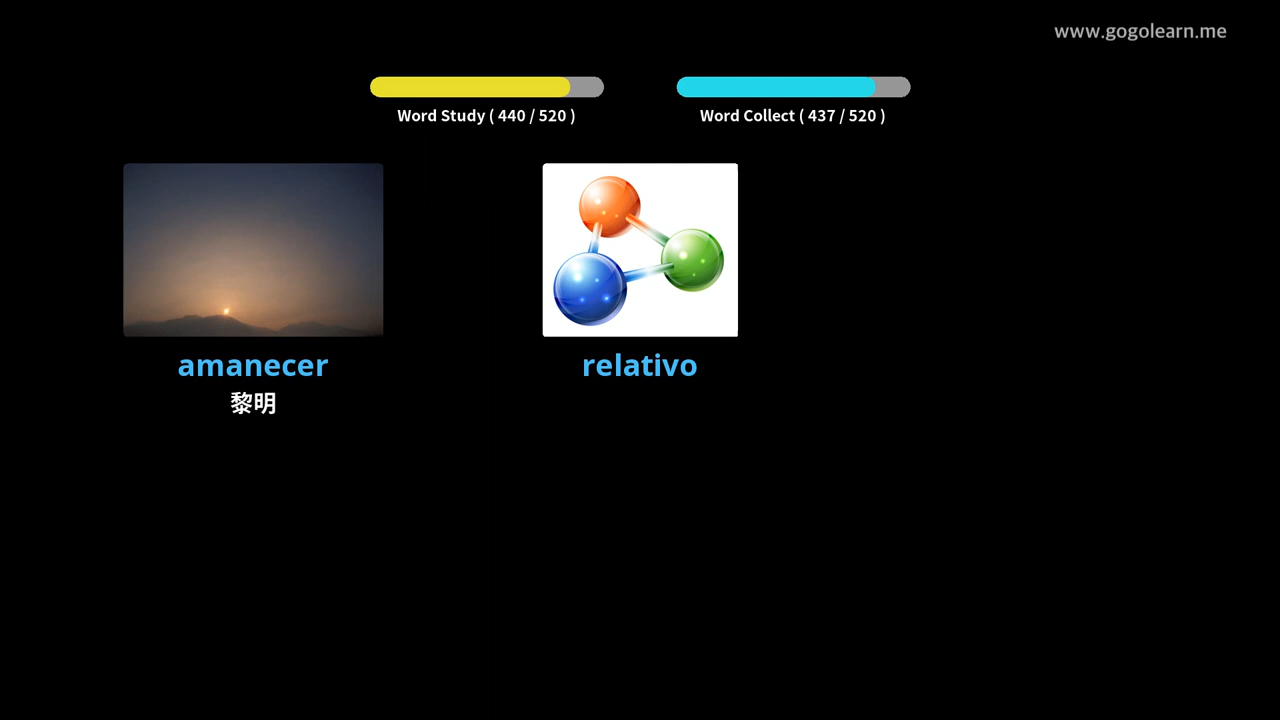 www.gogolearn.me
Word Study ( 440 / 520 )
Word Collect ( 437 / 520 )
amanecer
黎明
relativo